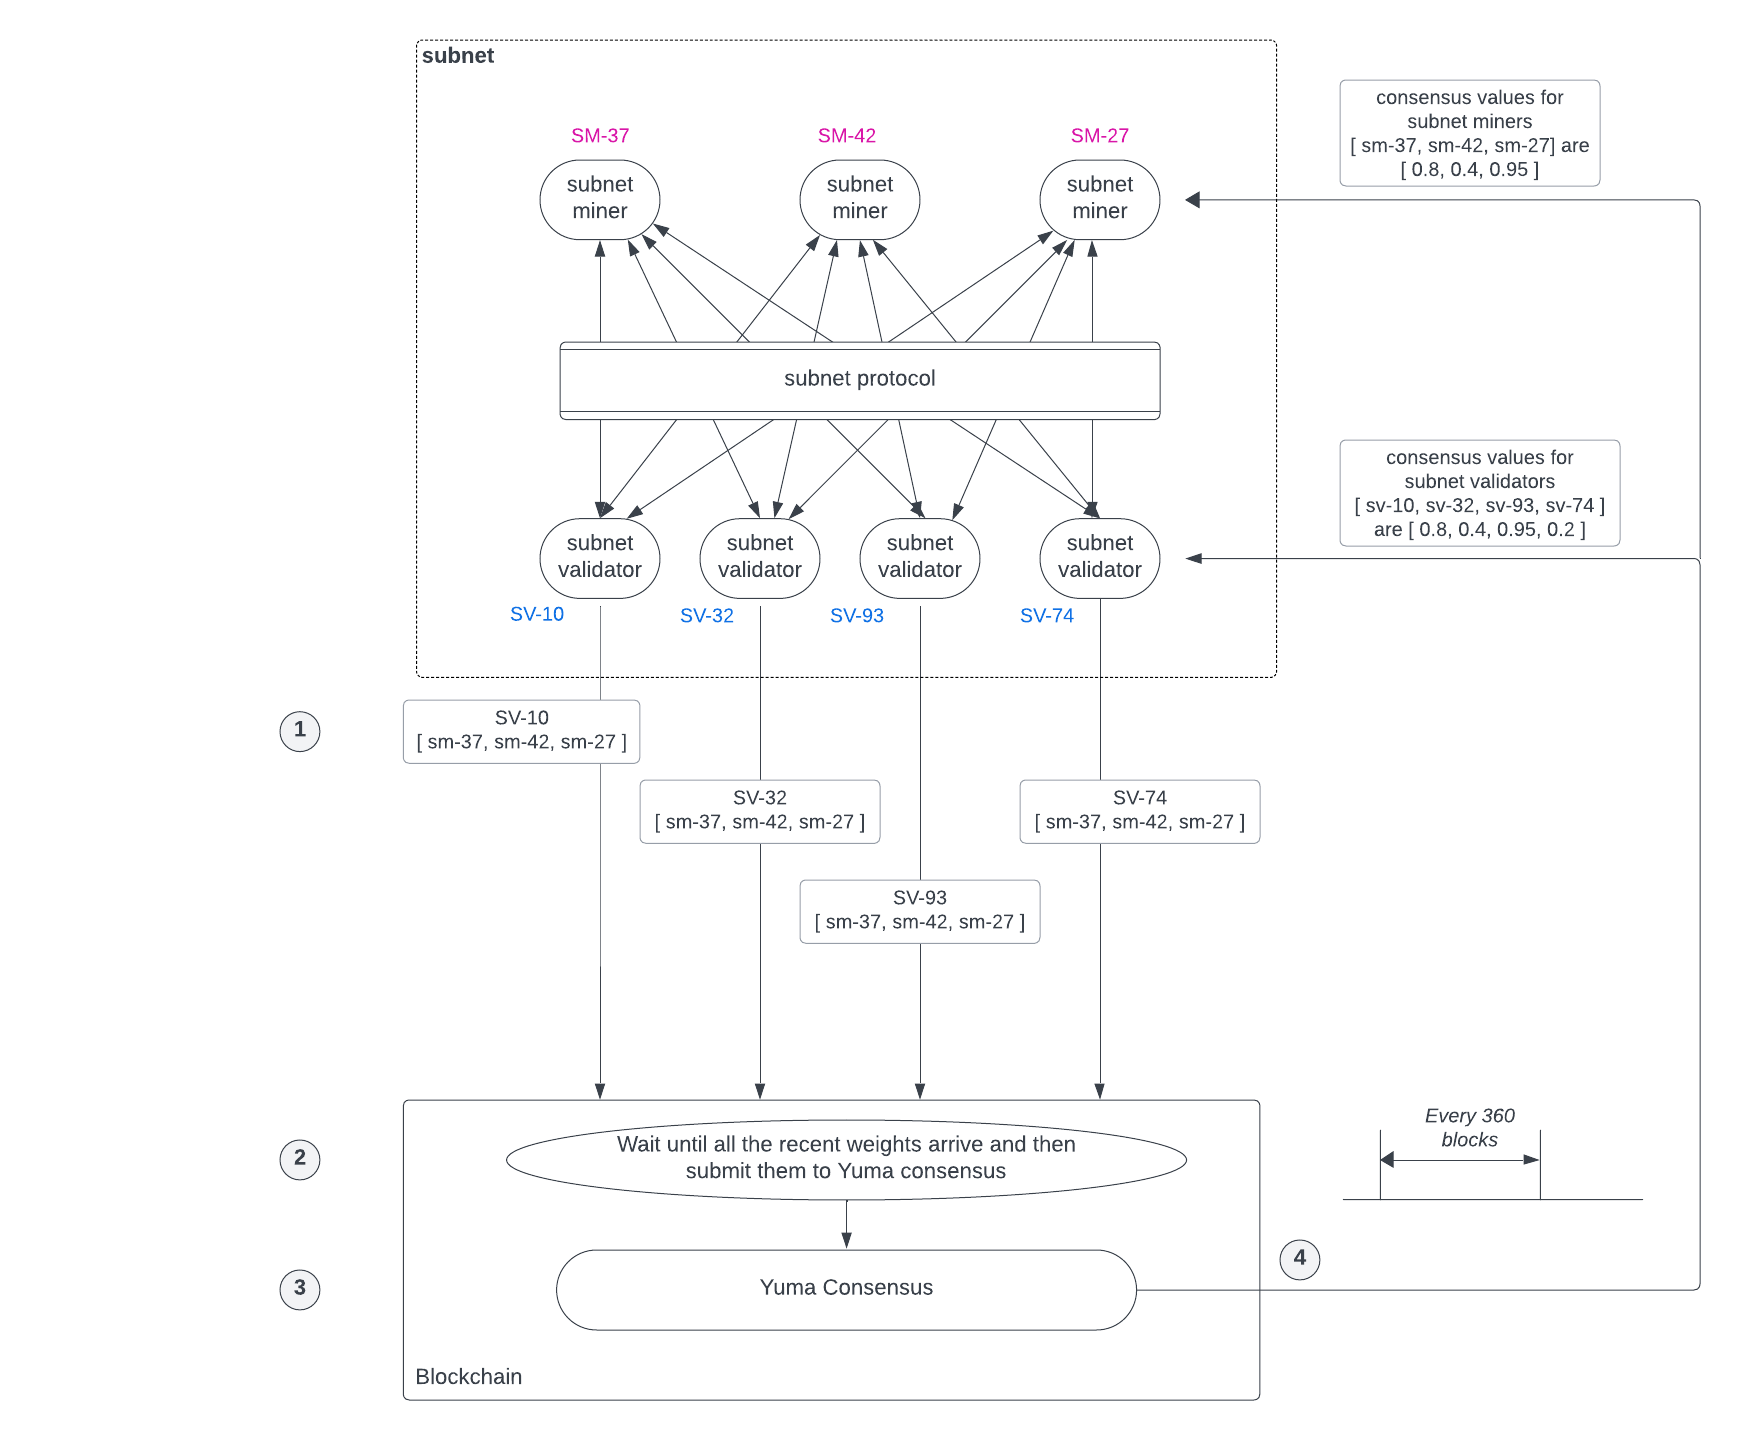 subnet
SM-37
SM-42
SM-27
subnet
miner
subnet
miner
subnet
miner
consensus values for
subnet miners
[ sm-37, sm-42, sm-27] are
[ 0.8, 0.4, 0.95 ]
subnet protocol
consensus values for
subnet validators
[ sv-10, sv-32, sv-93, sv-74 ]
are [ 0.8, 0.4, 0.95, 0.2 ]
subnet
validator
subnet
validator
subnet
validator
subnet
validator
SV-10
SV-32
SV-93
SV-74
1
SV-10
[ sm-37, sm-42, sm-27 ]
SV-32
[ sm-37, sm-42, sm-27 ]
SV-74
[ sm-37, sm-42, sm-27 ]
SV-93
[ sm-37, sm-42, sm-27 ]
Every 360
blocks
2
Wait until all the recent weights arrive and then
submit them to Yuma consensus
3
Yuma Consensus
4
Blockchain